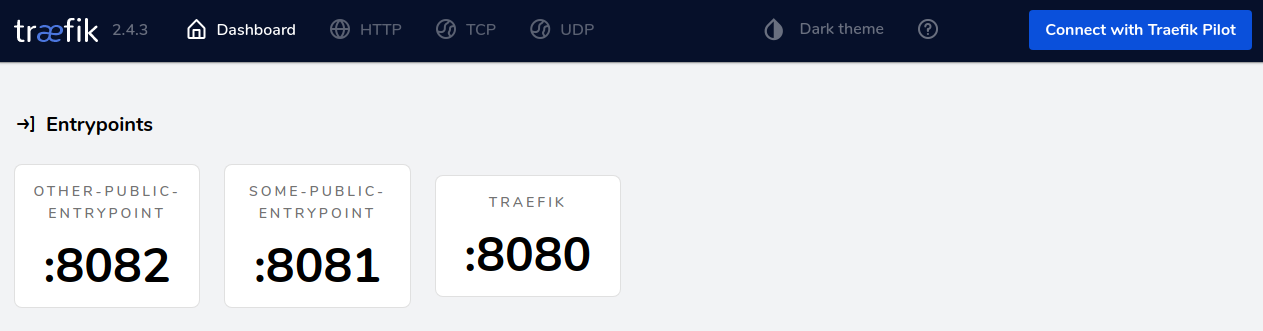 træfik 2.4.3 Dashboard HTTP TCP UDP Dark theme Connect with Traefik Pilot
Entrypoints
OTHER-PUBLIC-
ENTRYPOINT
:8082
SOME-PUBLIC-
ENTRYPOINT
:8081
TRAEFIK
:8080